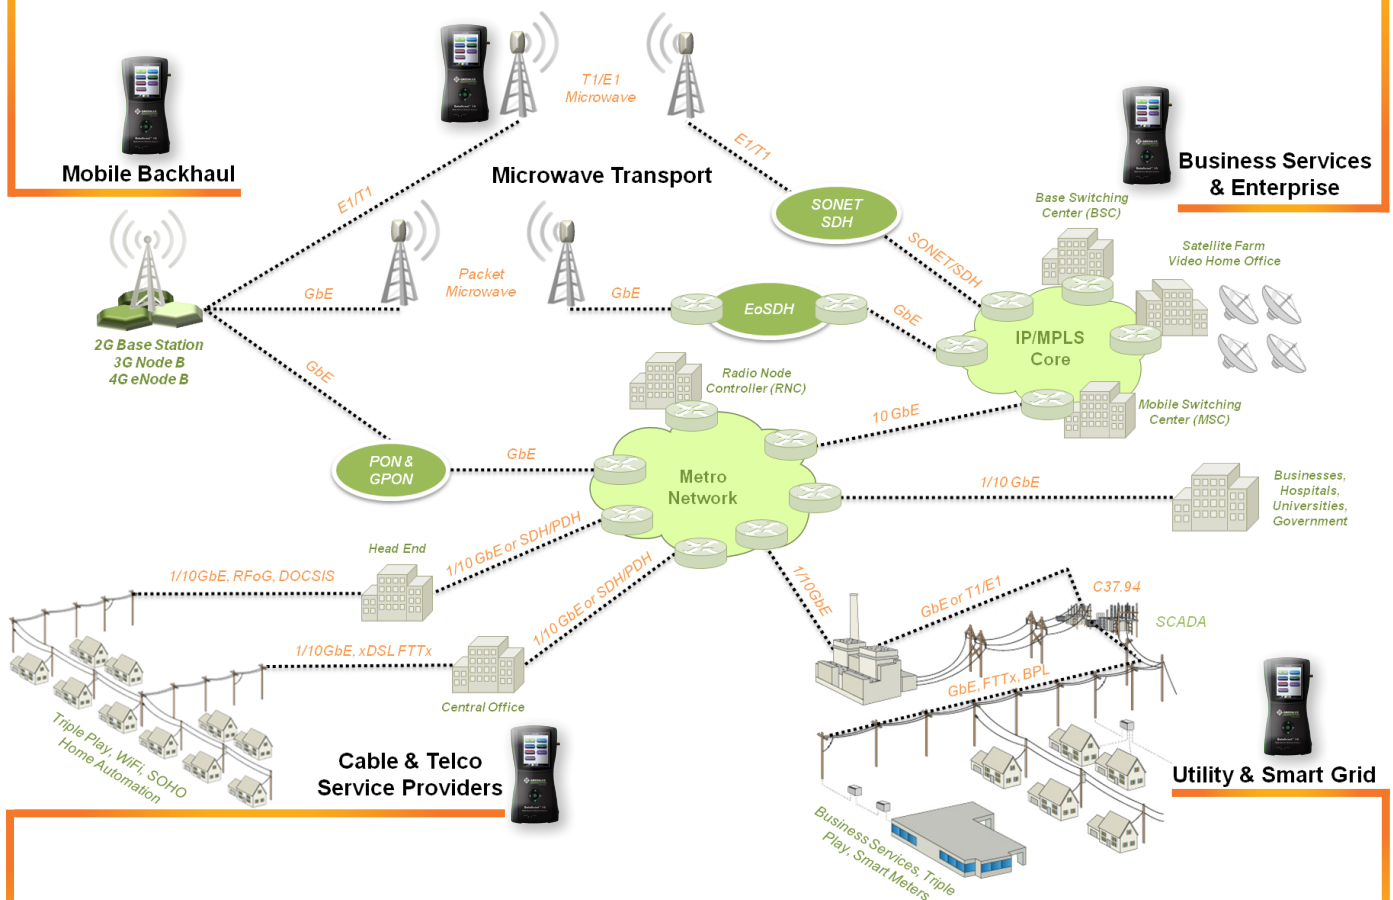 T1/E1
Microwave
Mobile Backhaul
Microwave Transport
Business Services
& Enterprise
E1/T1
E1/T1
SONET
SDH
SONET/SDH
Base Switching
Center (BSC)
Satellite Farm
Video Home Office
GbE
Packet
Microwave
GbE
EoSDH
GbE
IP/MPLS
Core
2G Base Station
3G Node B
4G eNode B
GbE
Radio Node
Controller (RNC)
10 GbE
Mobile Switching
Center (MSC)
PON &
GPON
GbE
Metro
Network
1/10 GbE
Businesses,
Hospitals,
Universities,
Government
Head End
1/10GbE, RFoG, DOCSIS
1/10 GbE or SDH/PDH
1/10 GbE or SDH/PDH
1/10GbE
GbE or T1/E1
C37.94
SCADA
1/10GbE, xDSL FTTx
Central Office
GbE, FTTx, BPL
Triple Play, WiFi, SOHO
Home Automation
Cable & Telco
Service Providers
Utility & Smart Grid
Business Services, Triple
Play, Smart Meters